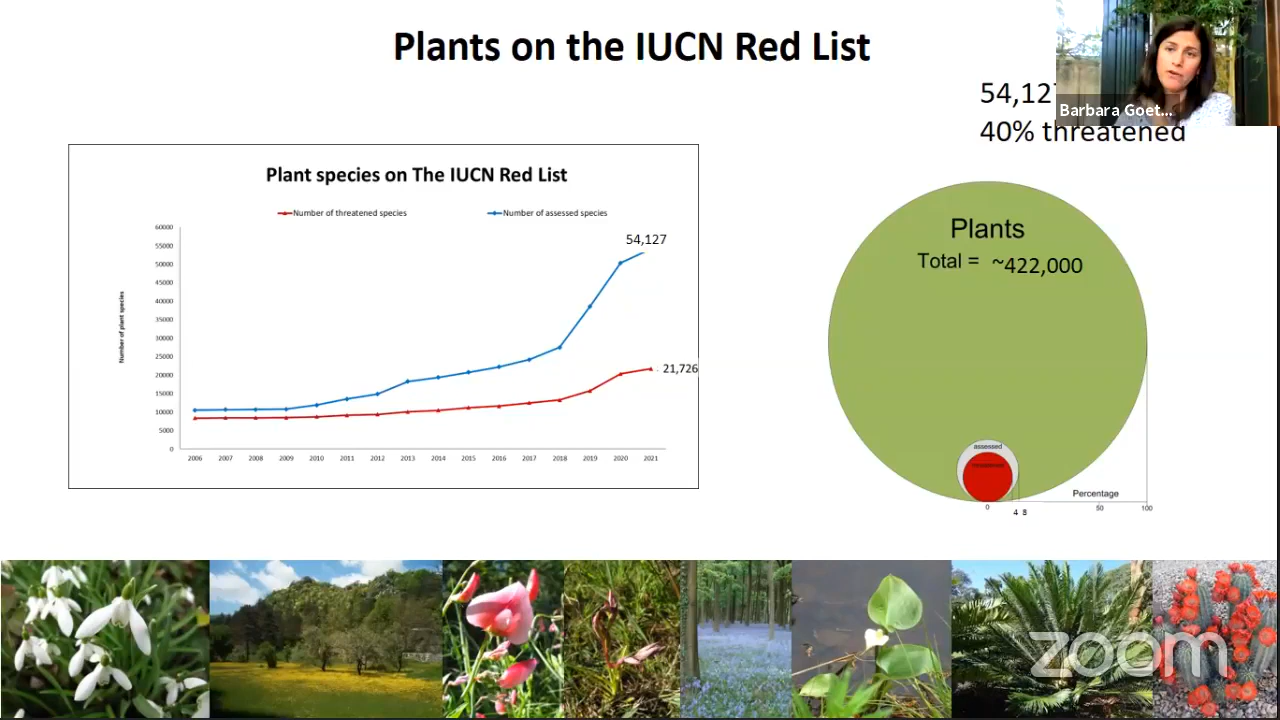 Plants on the IUCN Red List
54,127
40% threatened
Barbara Goet...
Plant species on The IUCN Red List
Number of threatened species
Number of assessed species
Number of plant species
60000
55000
50000
45000
40000
35000
30000
25000
20000
15000
10000
5000
0
54,127
21,726
2006 2007 2008 2009 2010 2011 2012 2013 2014 2015 2016 2017 2018 2019 2020 2021
Plants
Total = ~422,000
assessed
threatened
Percentage
0 4 8 50 100
zoom